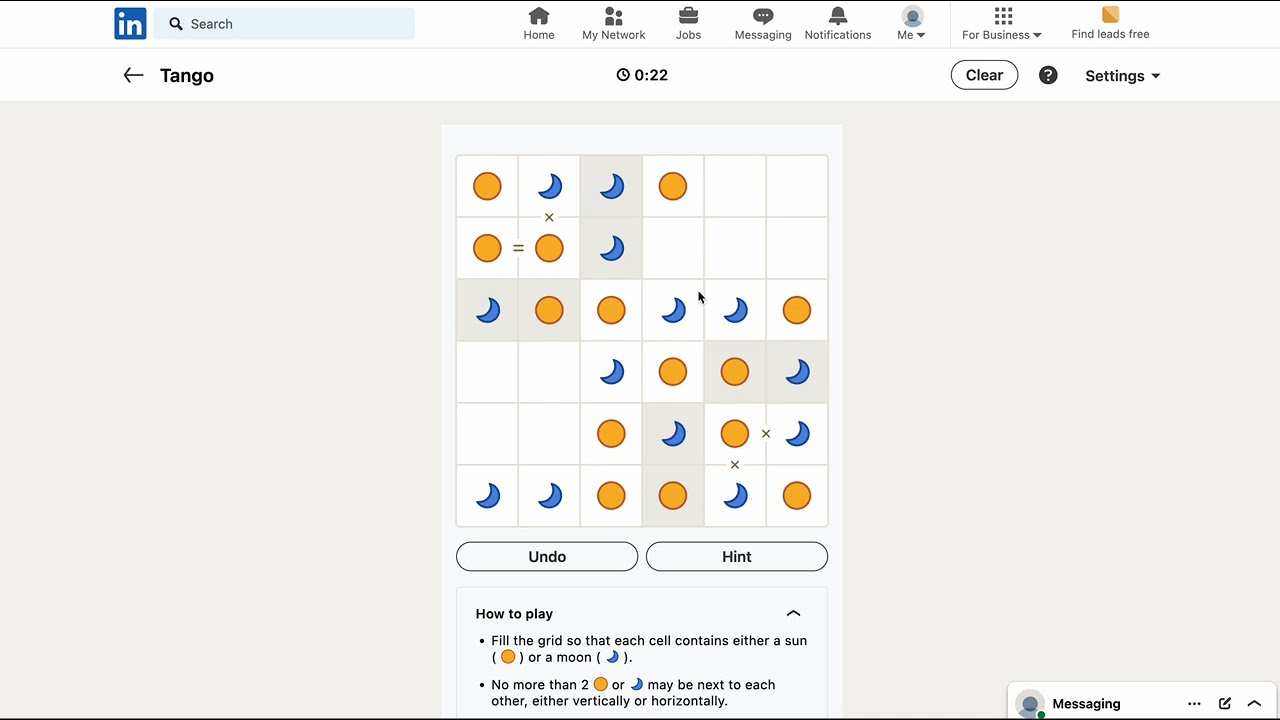 in Search Home My Network Jobs Messaging Notifications Me For Business Find leads free
Tango 0:22 Clear ? Settings
×
=
×
×
Undo Hint
How to play
• Fill the grid so that each cell contains either a sun
( ) or a moon ( ).
• No more than 2 or may be next to each
other, either vertically or horizontally.
Messaging